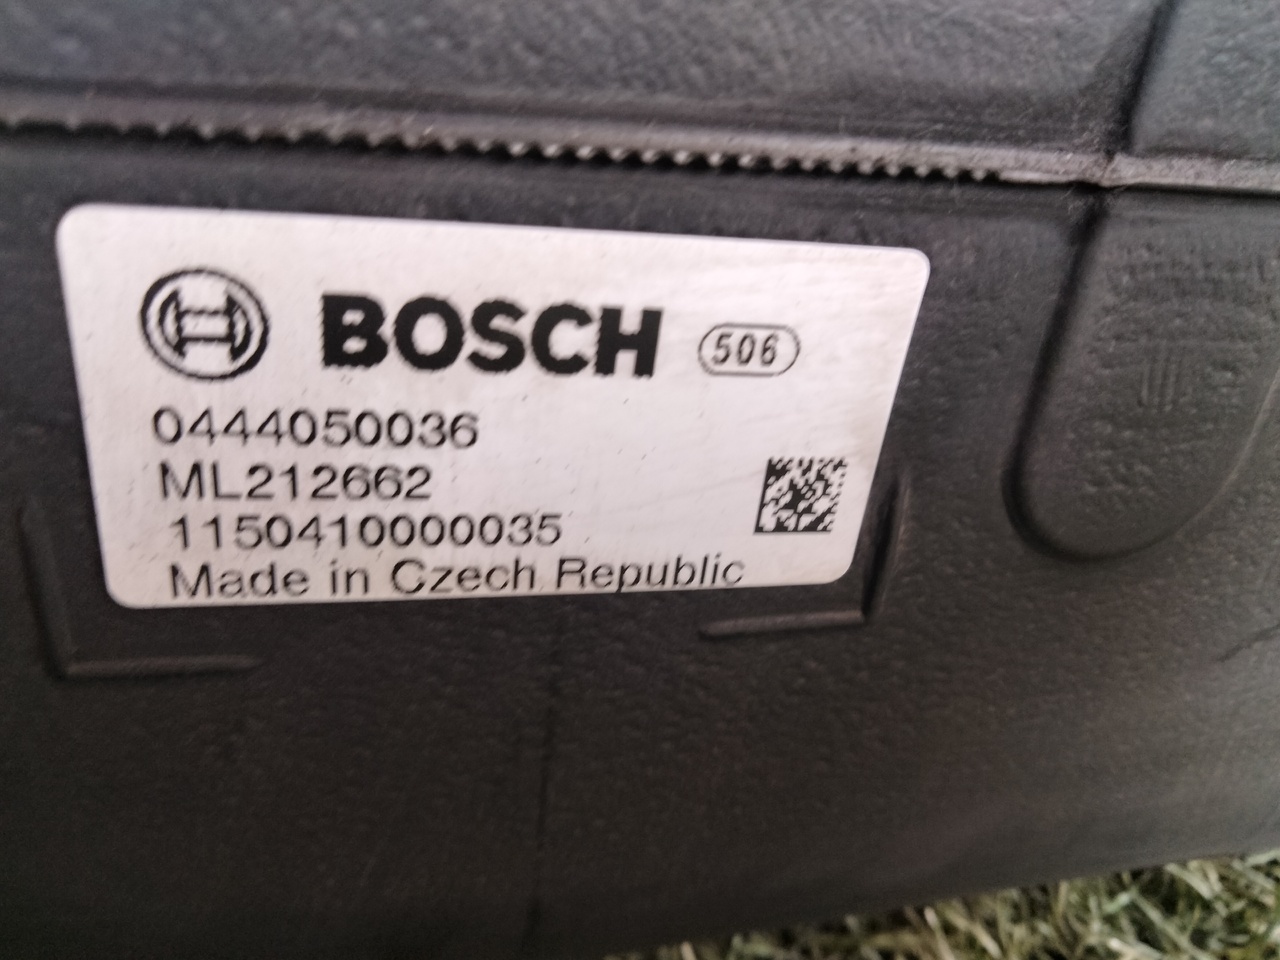 BOSCH 506
0444050036
ML212662
1150410000035
Made in Czech Republic